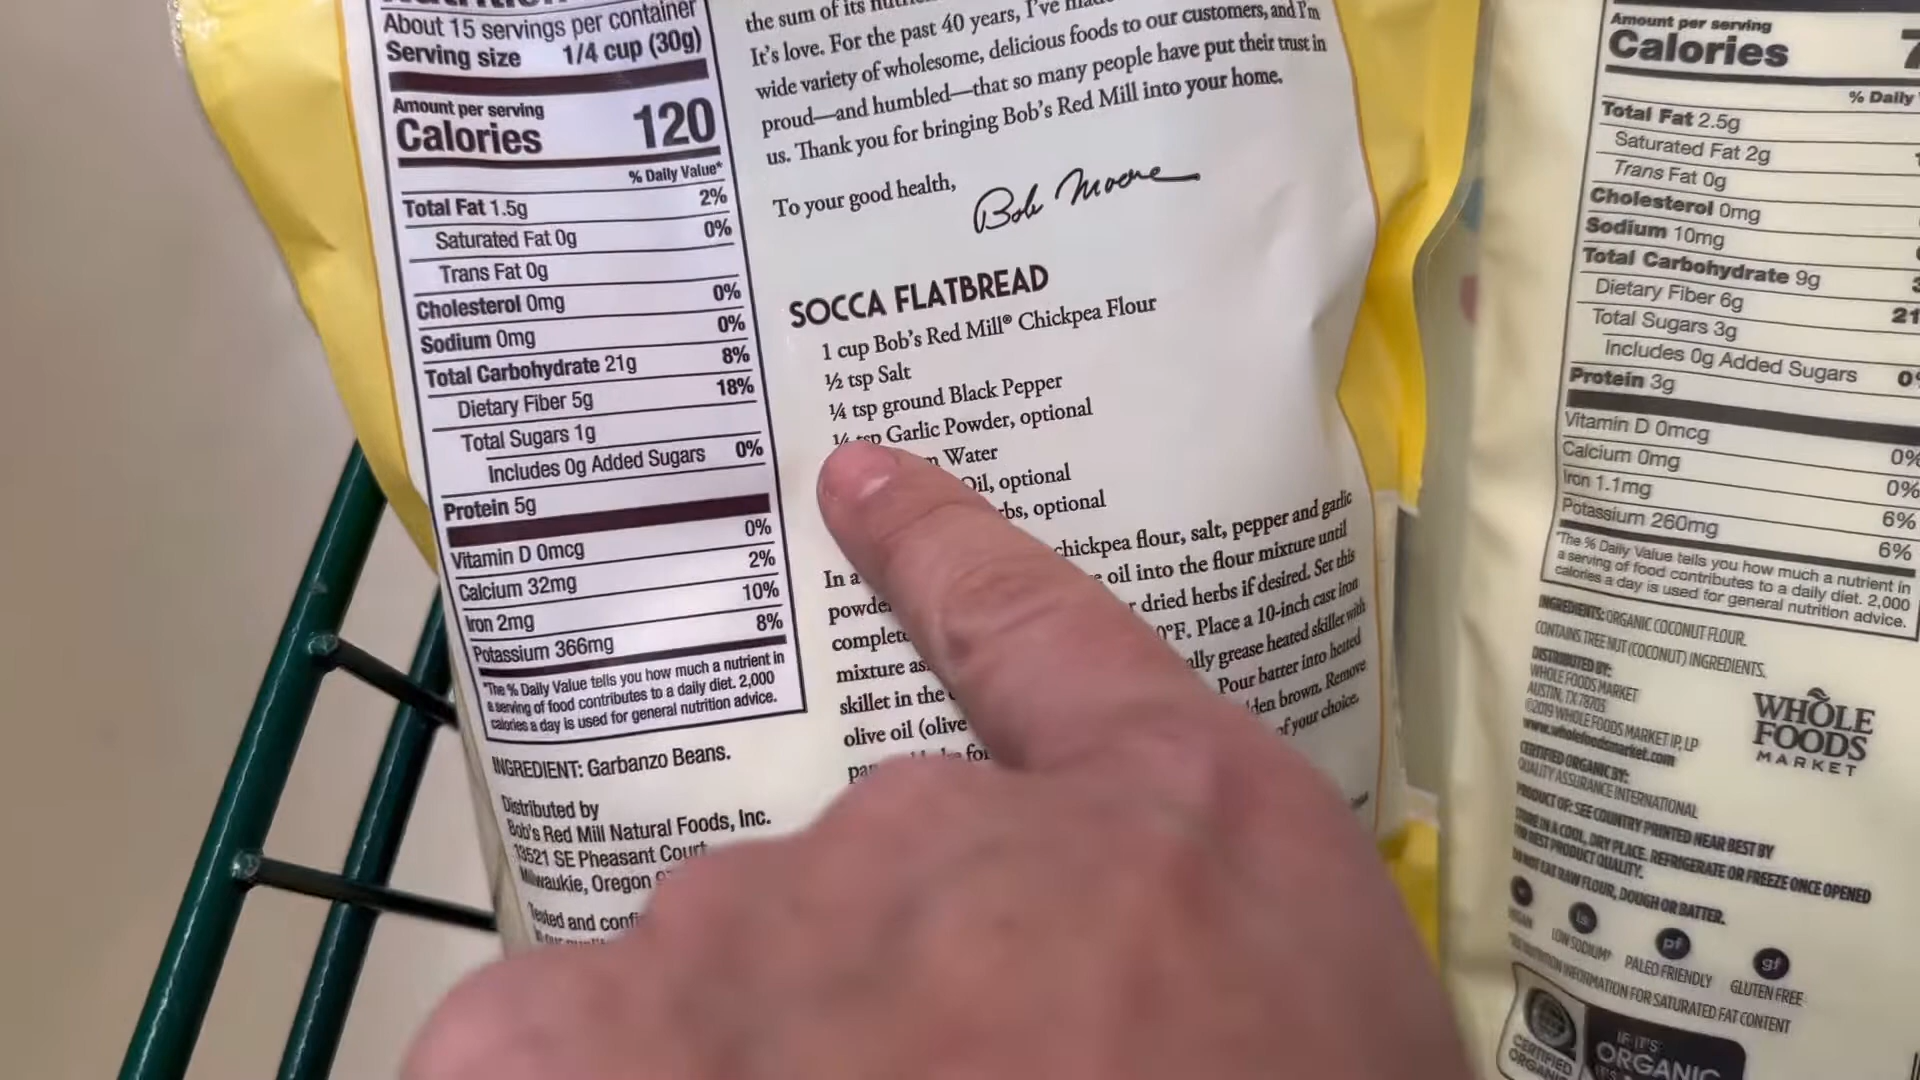 About 15 servings per container
Serving size 1/4 cup (30g)
Amount per serving
Calories 120
% Daily Value*
Total Fat 1.5g 2%
Saturated Fat 0g 0%
Trans Fat 0g
Cholesterol 0mg 0%
Sodium 0mg 0%
Total Carbohydrate 21g 8%
Dietary Fiber 5g 18%
Total Sugars 1g
Includes 0g Added Sugars 0%
Protein 5g
Vitamin D 0mcg 0%
Calcium 32mg 2%
Iron 2mg 10%
Potassium 366mg 8%
*The % Daily Value tells you how much a nutrient in
a serving of food contributes to a daily diet. 2,000
calories a day is used for general nutrition advice.
INGREDIENT: Garbanzo Beans.
Distributed by
Bob's Red Mill Natural Foods, Inc.
13521 SE Pheasant Court
Milwaukie, Oregon
Tested and
the sum of its
It's love. For the past 40 years, I've
wide variety of wholesome, delicious foods to our customers, and I'm
proud—and humbled—that so many people have put their trust in
us. Thank you for bringing Bob's Red Mill into your home.
To your good health,
Bob Moore
SOCCA FLATBREAD
1 cup Bob's Red Mill® Chickpea Flour
½ tsp Salt
¼ tsp ground Black Pepper
tsp Garlic Powder, optional
Water
Oil, optional
optional
In a chickpea flour, salt, pepper and garlic
oil into the flour mixture until
dried herbs if desired. Set this
mixture Place a 10-inch cast iron
skillet in the grease heated skillet with
olive oil (olive Pour batter into heated
brown. Remove
of your choice.
Amount per serving
Calories
% Daily
Total Fat 2.5g
Saturated Fat 2g
Trans Fat 0g
Cholesterol 0mg
Sodium 10mg
Total Carbohydrate 9g
Dietary Fiber 6g 21
Total Sugars 3g
Includes 0g Added Sugars
Protein 3g
Vitamin D 0mcg 0%
Calcium 0mg 0%
Iron 1.1mg 6%
Potassium 260mg 6%
*The % Daily Value tells you how much a nutrient in
a serving of food contributes to a daily diet. 2,000
calories a day is used for general nutrition advice.
INGREDIENTS: ORGANIC COCONUT FLOUR.
CONTAINS TREE NUT (COCONUT) INGREDIENTS.
DISTRIBUTED BY:
WHOLE FOODS MARKET
AUSTIN, TX 78703
©2019 WHOLE FOODS MARKET IP, LP
www.wholefoodsmarket.com
CERTIFIED ORGANIC BY:
QUALITY ASSURANCE INTERNATIONAL
PRODUCT OF: SEE COUNTRY PRINTED NEAR BEST BY
STORE IN A COOL, DRY PLACE. REFRIGERATE OR FREEZE ONCE OPENED
FOR BEST PRODUCT QUALITY.
DO NOT EAT RAW FLOUR, DOUGH OR BATTER.
WHOLE
FOODS
MARKET
ls
pf
gf
VEGAN
LOW SODIUM*
PALEO FRIENDLY
GLUTEN FREE
NUTRITION INFORMATION FOR SATURATED FAT CONTENT
CERTIFIED
ORGANIC
IF IT'S
ORGANIC